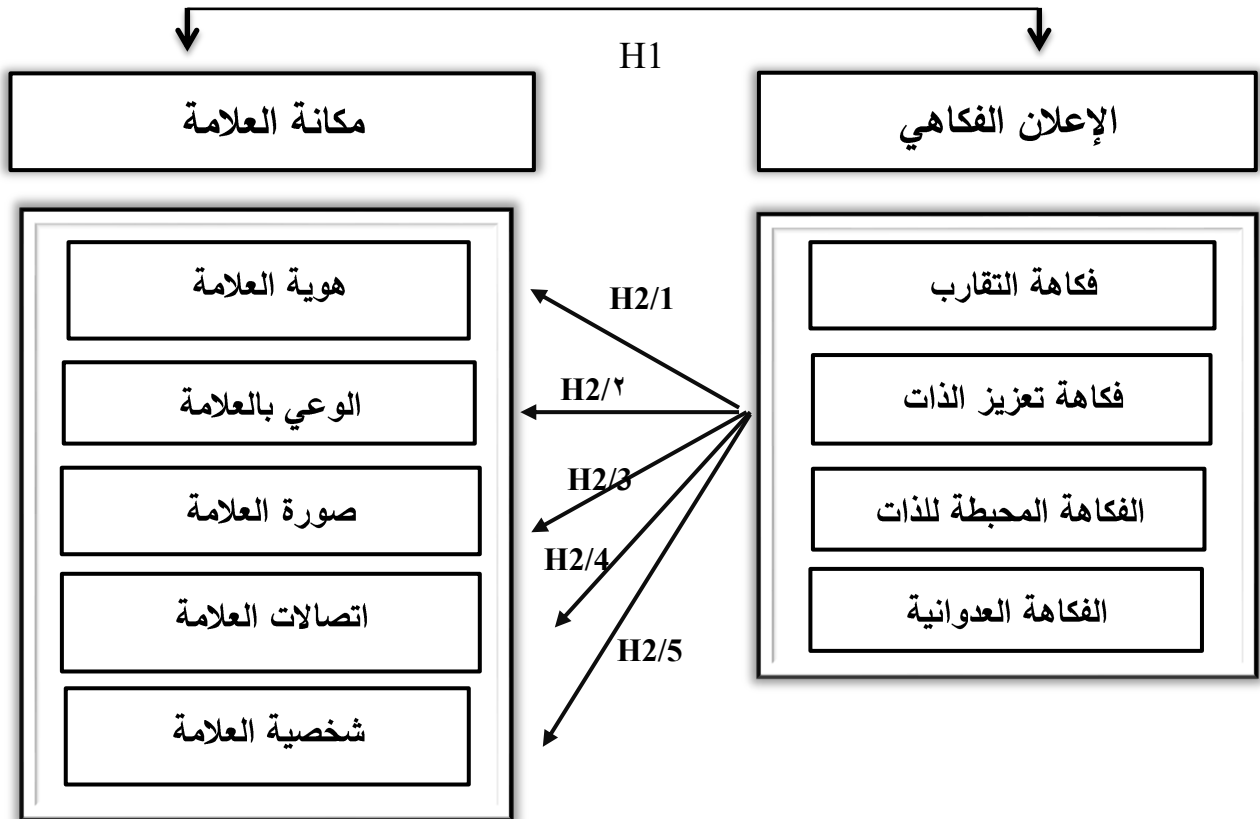 H1
الإعلان الفكاهي
مكانة العلامة
فكاهة التقارب
فكاهة تعزيز الذات
الفكاهة المحبطة للذات
الفكاهة العدوانية
H2/1
H2/٢
H2/3
H2/4
H2/5
هوية العلامة
الوعي بالعلامة
صورة العلامة
اتصالات العلامة
شخصية العلامة